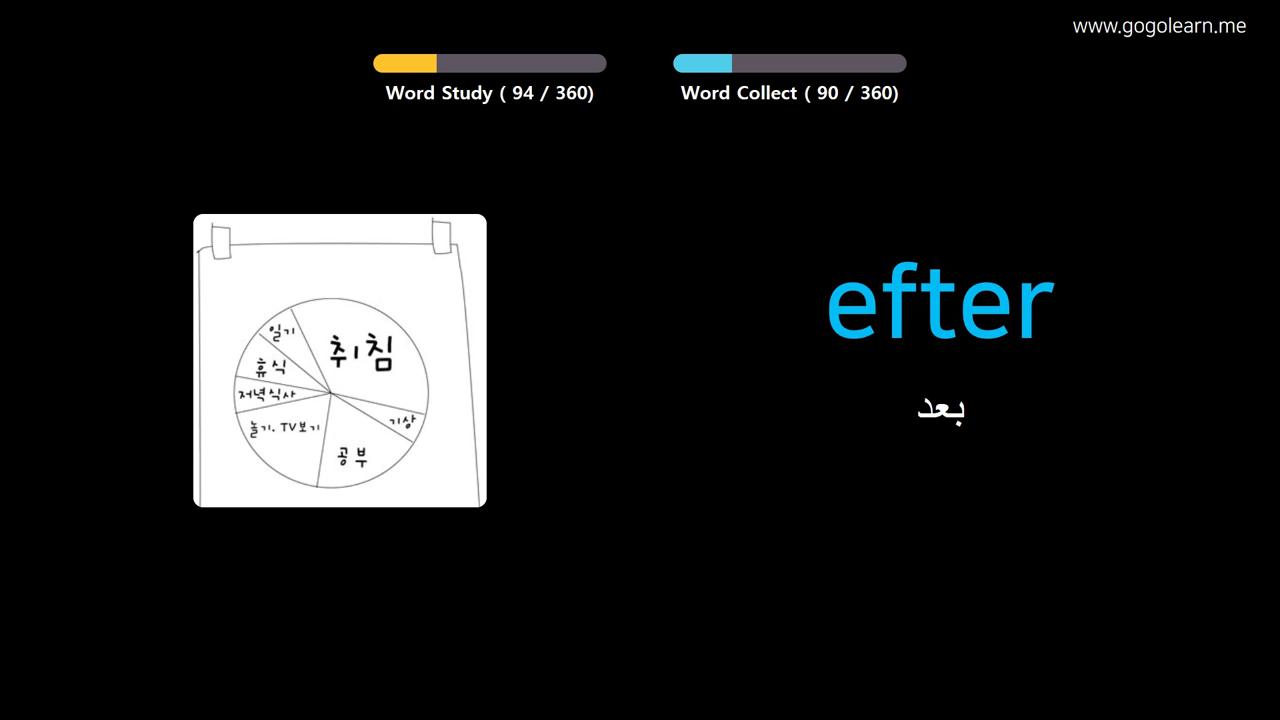 www.gogolearn.me
Word Study ( 94 / 360)
Word Collect ( 90 / 360)
일기
취침
휴식
저녁식사
기상
놀기. TV보기
공부
efter
بعد